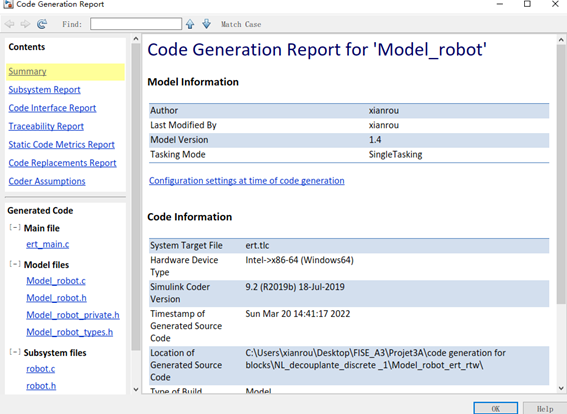 Code Generation Report
Find:
Match Case
Contents
Summary
Subsystem Report
Code Interface Report
Traceability Report
Static Code Metrics Report
Code Replacements Report
Coder Assumptions
Generated Code
[-] Main file
ert_main.c
[-] Model files
Model_robot.c
Model_robot.h
Model_robot_private.h
Model_robot_types.h
[-] Subsystem files
robot.c
robot.h
Code Generation Report for 'Model_robot'
Model Information
Author xianrou
Last Modified By xianrou
Model Version 1.4
Tasking Mode SingleTasking
Configuration settings at time of code generation
Code Information
System Target File ert.tlc
Hardware Device Intel->x86-64 (Windows64)
Type
Simulink Coder 9.2 (R2019b) 18-Jul-2019
Version
Timestamp of Sun Mar 20 14:41:17 2022
Generated Source
Code
Location of C:\Users\xianrou\Desktop\FISE_A3\Projet3A\code generation for
Generated Source blocks\NL_decouplante_discrete _1\Model_robot_ert_rtw\
Code
Type of Build Model
OK
Help